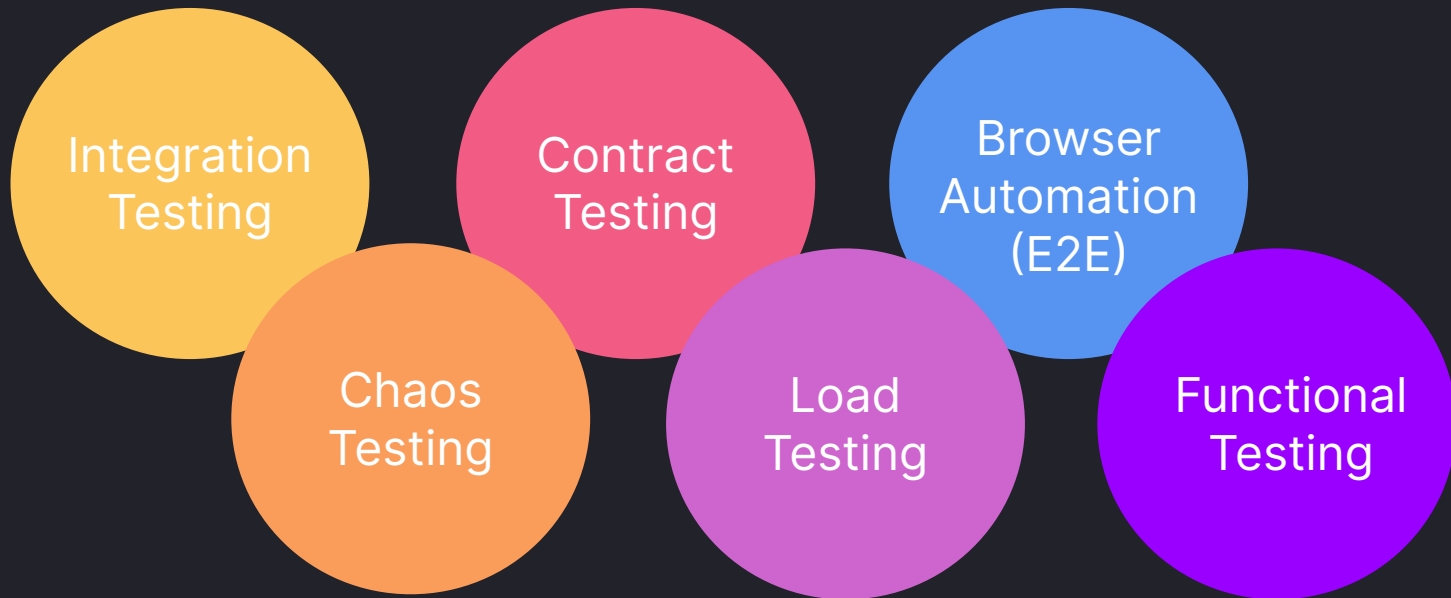 Integration
Testing
Contract
Testing
Browser
Automation
(E2E)
Chaos
Testing
Load
Testing
Functional
Testing